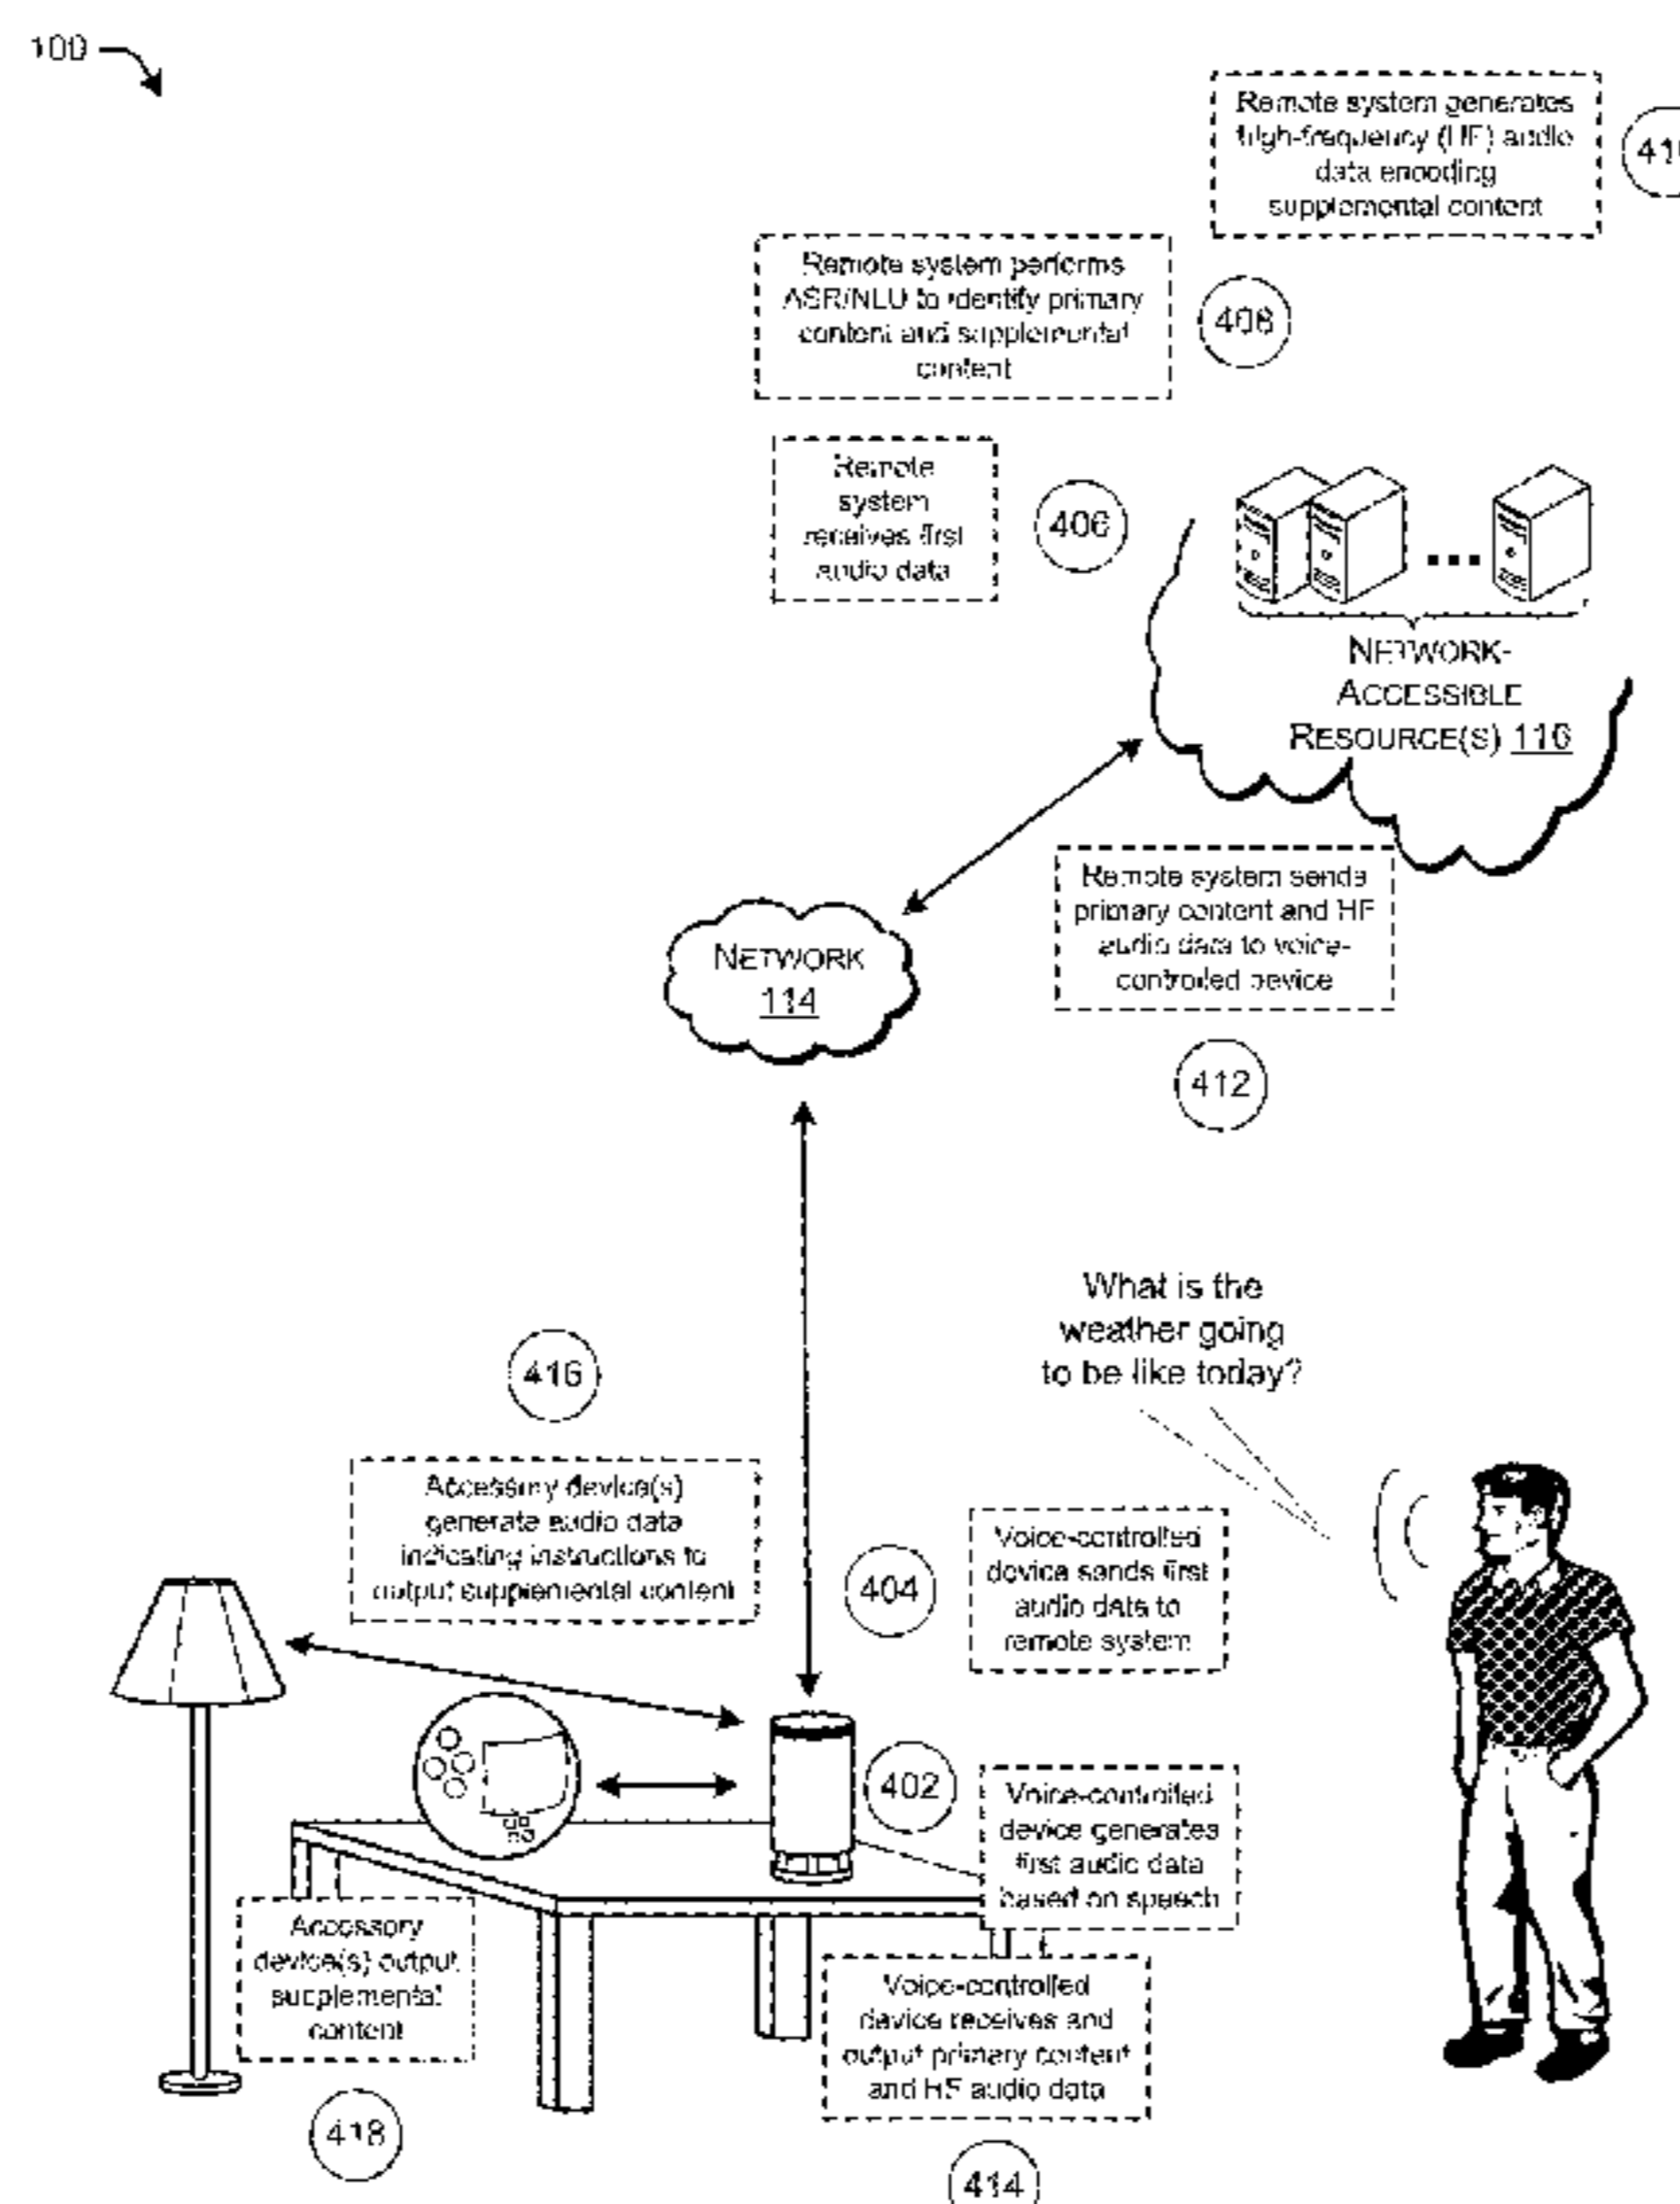 100
Remote system generates
high-frequency (HF) audio
data encoding
supplemental content
Remote system performs
ASR/NLU to identify primary
content and supplemental
content
408
Remote
system
receives first
audio data
406
NETWORK-
ACCESSIBLE
RESOURCE(S) 116
Remote system sends
primary content and HF
audio data to voice-
controlled device
412
NETWORK
114
What is the
weather going
to be like today?
416
Accessory device(s)
generate audio data
indicating instructions to
output supplemental content
404
Voice-controlled
device sends first
audio data to
remote system
402
Voice-controlled
device generates
first audio data
based on speech
Accessory
device(s) output
supplemental
content
418
Voice-controlled
device receives and
output primary content
and HF audio data
414